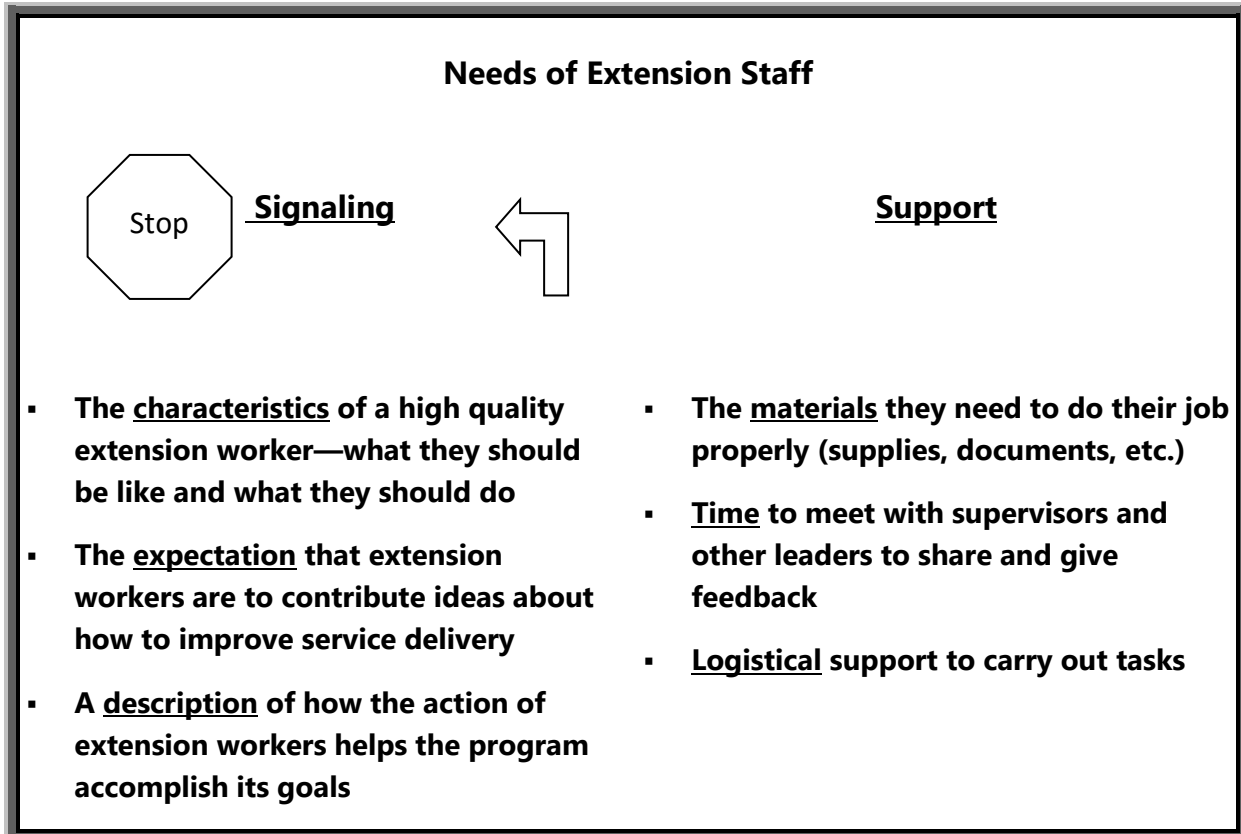 Needs of Extension Staff
Stop
Signaling
Support
▪ The characteristics of a high quality
extension worker—what they should
be like and what they should do
▪ The expectation that extension
workers are to contribute ideas about
how to improve service delivery
▪ A description of how the action of
extension workers helps the program
accomplish its goals
▪ The materials they need to do their job
properly (supplies, documents, etc.)
▪ Time to meet with supervisors and
other leaders to share and give
feedback
▪ Logistical support to carry out tasks